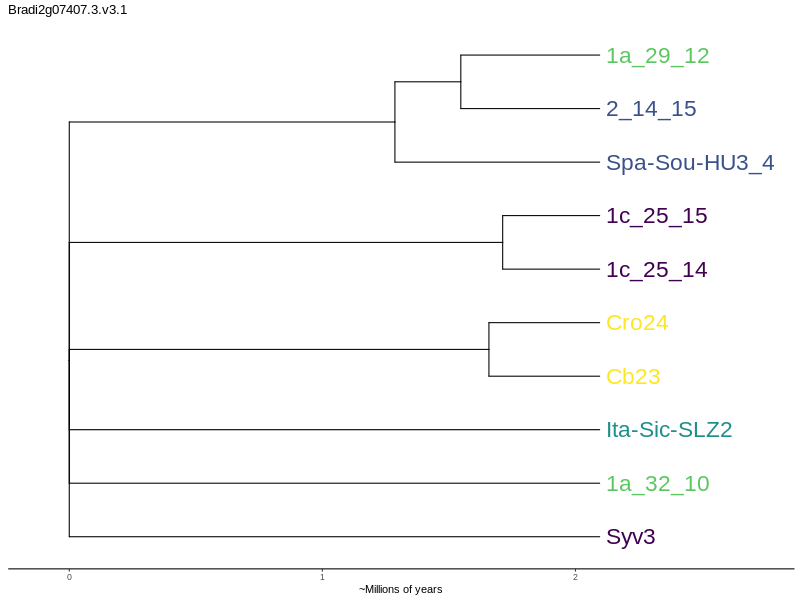 Bradi2g07407.3.v3.1
1a_29_12
2_14_15
Spa-Sou-HU3_4
1c_25_15
1c_25_14
Cro24
Cb23
Ita-Sic-SLZ2
1a_32_10
Syv3
0 1 2
~Millions of years